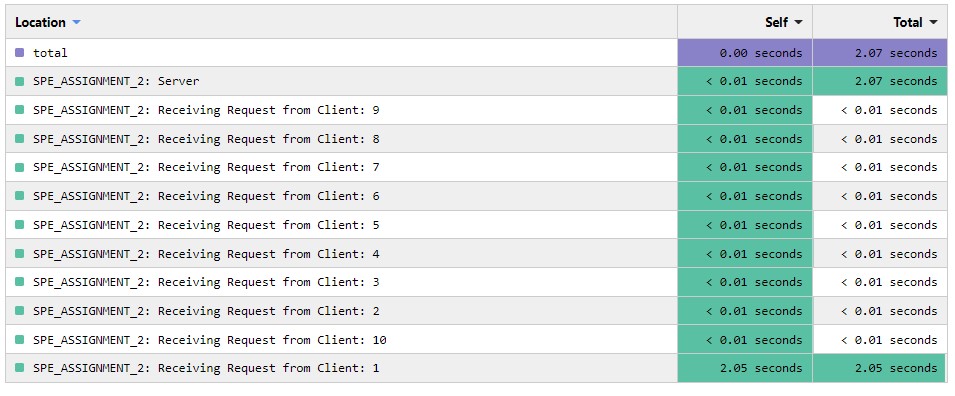 Location Self Total
total 0.00 seconds 2.07 seconds
SPE_ASSIGNMENT_2: Server < 0.01 seconds 2.07 seconds
SPE_ASSIGNMENT_2: Receiving Request from Client: 9 < 0.01 seconds < 0.01 seconds
SPE_ASSIGNMENT_2: Receiving Request from Client: 8 < 0.01 seconds < 0.01 seconds
SPE_ASSIGNMENT_2: Receiving Request from Client: 7 < 0.01 seconds < 0.01 seconds
SPE_ASSIGNMENT_2: Receiving Request from Client: 6 < 0.01 seconds < 0.01 seconds
SPE_ASSIGNMENT_2: Receiving Request from Client: 5 < 0.01 seconds < 0.01 seconds
SPE_ASSIGNMENT_2: Receiving Request from Client: 4 < 0.01 seconds < 0.01 seconds
SPE_ASSIGNMENT_2: Receiving Request from Client: 3 < 0.01 seconds < 0.01 seconds
SPE_ASSIGNMENT_2: Receiving Request from Client: 2 < 0.01 seconds < 0.01 seconds
SPE_ASSIGNMENT_2: Receiving Request from Client: 10 < 0.01 seconds < 0.01 seconds
SPE_ASSIGNMENT_2: Receiving Request from Client: 1 2.05 seconds 2.05 seconds